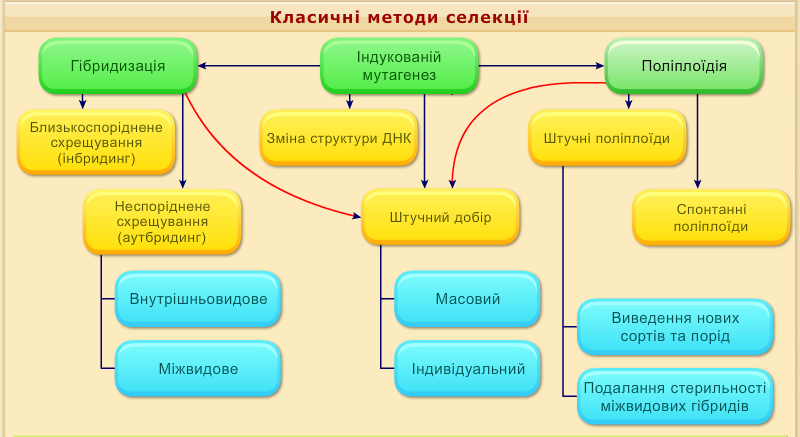 Класичні методи селекції
Гібридизація
Індукованій
мутагенез
Поліплоїдія
Близькоспоріднене
схрещування
(інбридинг)
Зміна структури ДНК
Штучні поліплоїди
Неспоріднене
схрещування
(аутбридинг)
Штучний добір
Спонтанні
поліплоїди
Внутрішньовидове
Масовий
Виведення нових
сортів та порід
Міжвидове
Індивідуальний
Подалання стерильності
міжвидових гібридів